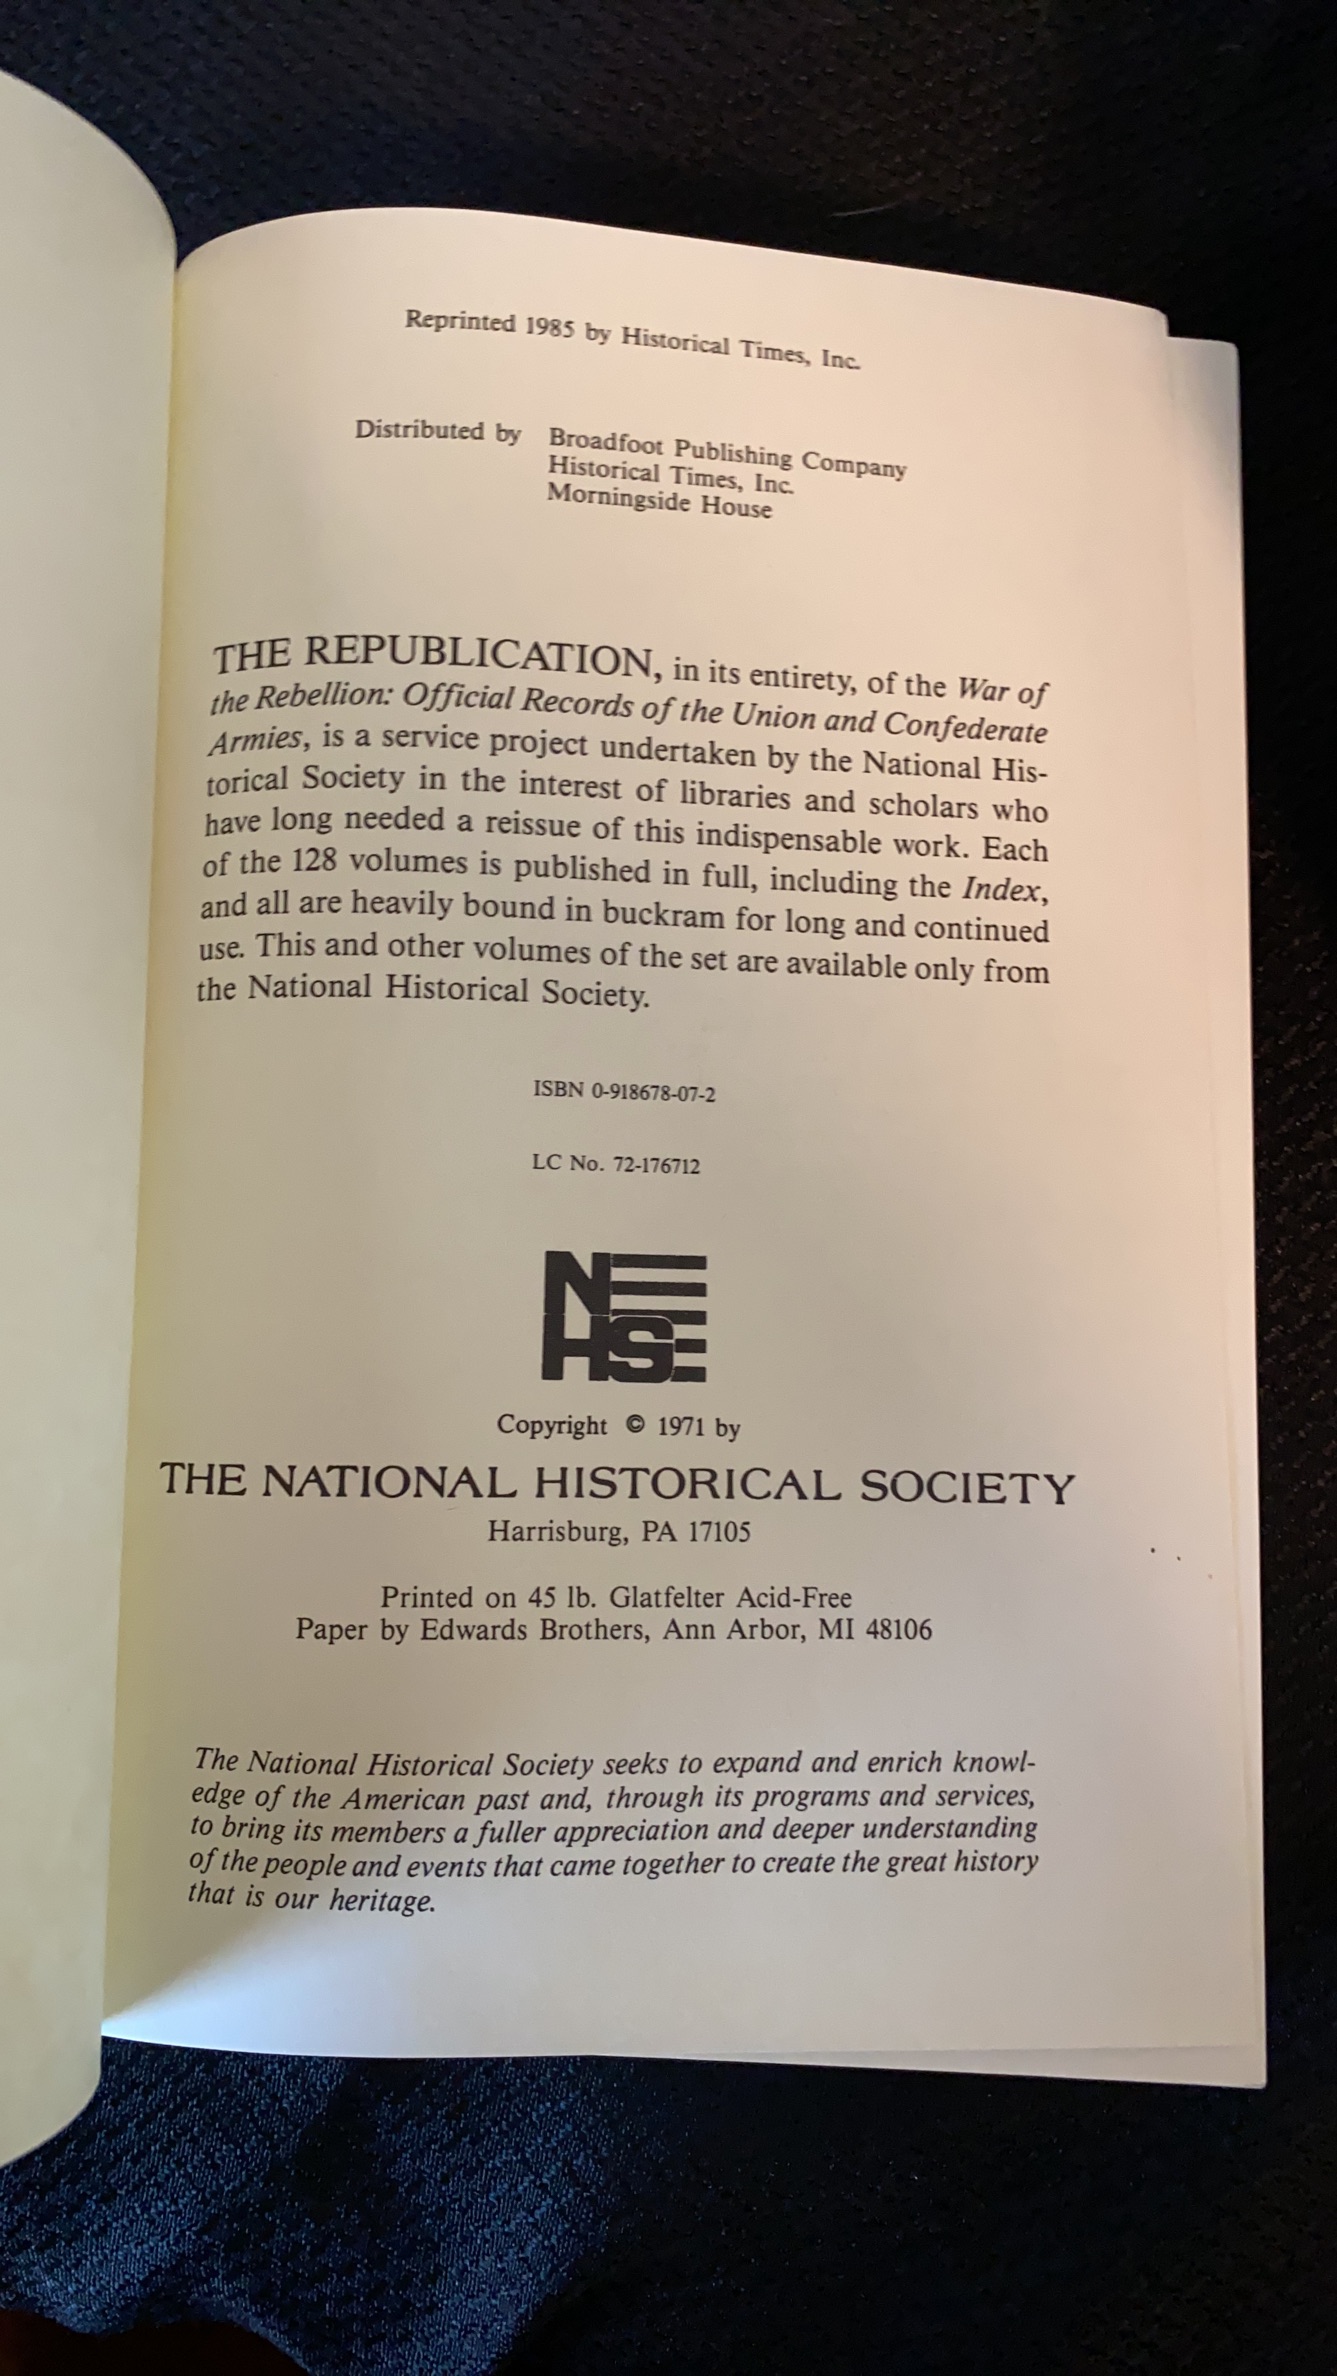 Reprinted 1985 by Historical Times, Inc.
Distributed by Broadfoot Publishing Company
Historical Times, Inc.
Morningside House
THE REPUBLICATION, in its entirety, of the War of
the Rebellion: Official Records of the Union and Confederate
Armies, is a service project undertaken by the National His-
torical Society in the interest of libraries and scholars who
have long needed a reissue of this indispensable work. Each
of the 128 volumes is published in full, including the Index,
and all are heavily bound in buckram for long and continued
use. This and other volumes of the set are available only from
the National Historical Society.
ISBN 0-918678-07-2
LC No. 72-176712
N
HS
Copyright © 1971 by
THE NATIONAL HISTORICAL SOCIETY
Harrisburg, PA 17105
Printed on 45 lb. Glatfelter Acid-Free
Paper by Edwards Brothers, Ann Arbor, MI 48106
The National Historical Society seeks to expand and enrich knowl-
edge of the American past and, through its programs and services,
to bring its members a fuller appreciation and deeper understanding
of the people and events that came together to create the great history
that is our heritage.